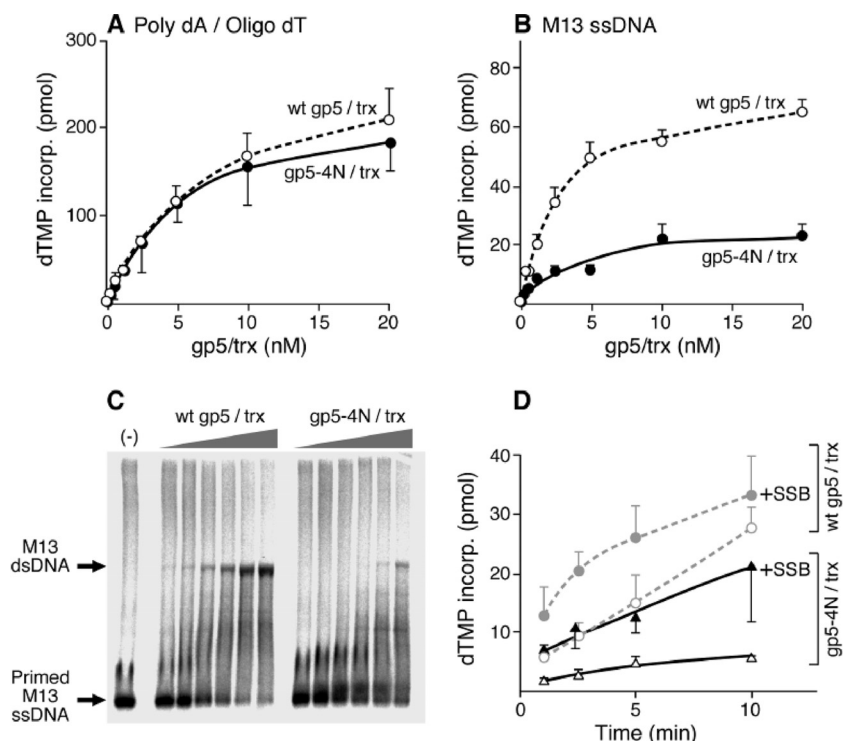 A Poly dA / Oligo dT
300
200
100
0
5
10
15
20
dTMP incorp. (pmol)
gp5/trx (nM)
wt gp5 / trx
gp5-4N / trx
B M13 ssDNA
80
60
40
20
0
5
10
15
20
dTMP incorp. (pmol)
gp5/trx (nM)
wt gp5 / trx
gp5-4N / trx
C
wt gp5 / trx
gp5-4N / trx
(-)
M13
dsDNA
Primed
M13
ssDNA
D
40
30
20
10
0
5
10
dTMP incorp. (pmol)
Time (min)
+SSB
wt gp5 / trx
+SSB
gp5-4N / trx